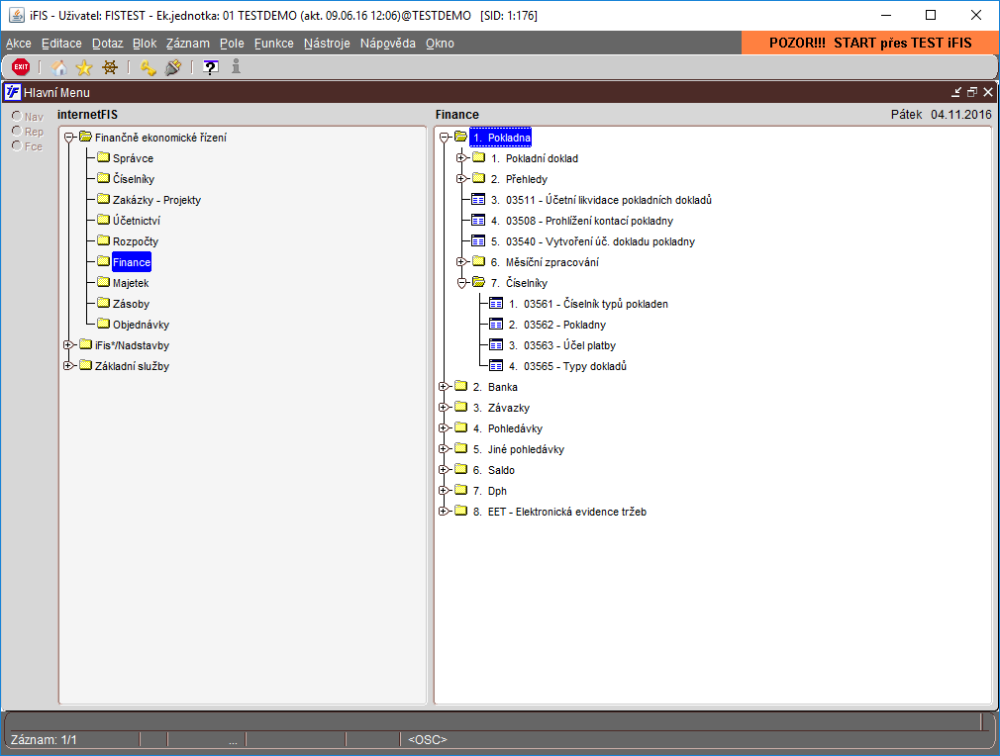 iFIS - Uživatel: FISTEST - Ek.jednotka: 01 TESTDEMO (akt. 09.06.16 12:06)@TESTDEMO [SID: 1:176]
Akce Editace Dotaz Blok Záznam Pole Funkce Nástroje Nápověda Okno
POZOR!!! START přes TEST iFIS
EXIT
Hlavní Menu
Nav
Rep
Fce
internetFIS
Finančně ekonomické řízení
Správce
Číselníky
Zakázky - Projekty
Účetnictví
Rozpočty
Finance
Majetek
Zásoby
Objednávky
iFis*/Nadstavby
Základní služby
Finance
Pátek 04.11.2016
1. Pokladna
1. Pokladní doklad
2. Přehledy
3. 03511 - Účetní likvidace pokladních dokladů
4. 03508 - Prohlížení kontací pokladny
5. 03540 - Vytvoření úč. dokladu pokladny
6. Měsíční zpracování
7. Číselníky
1. 03561 - Číselník typů pokladen
2. 03562 - Pokladny
3. 03563 - Účel platby
4. 03565 - Typy dokladů
2. Banka
3. Závazky
4. Pohledávky
5. Jiné pohledávky
6. Saldo
7. Dph
8. EET - Elektronická evidence tržeb
Záznam: 1/1 ... <OSC>